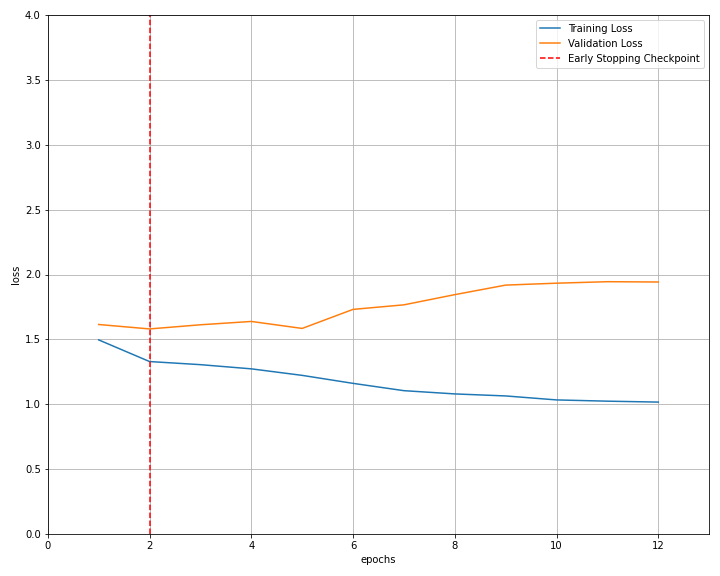 4.0
3.5
3.0
2.5
2.0
1.5
1.0
0.5
0.0
loss
0 2 4 6 8 10 12
epochs
Training Loss
Validation Loss
Early Stopping Checkpoint